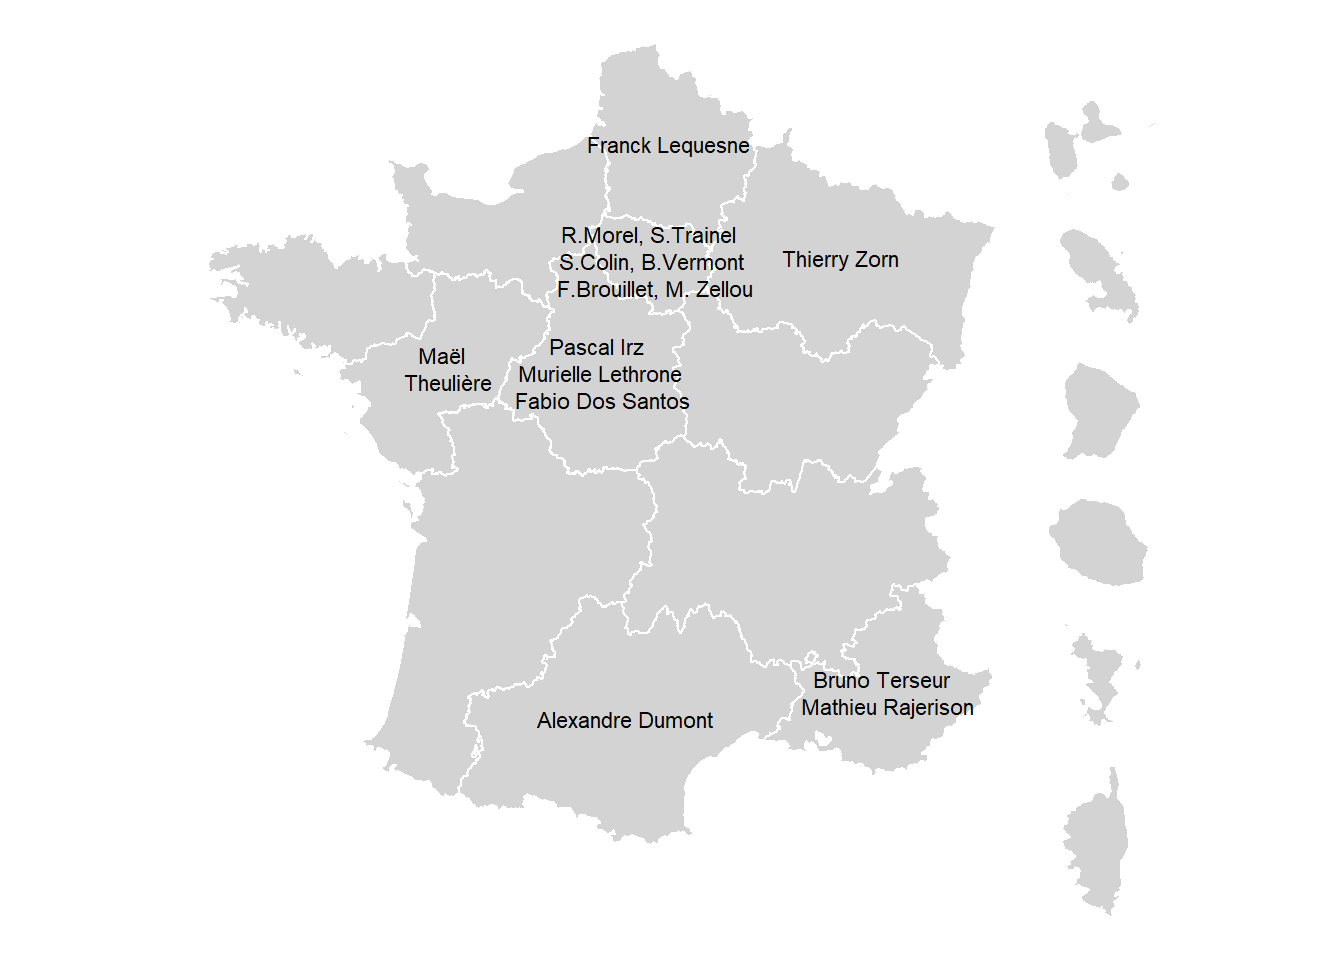 Franck Lequesne
R.Morel, S.Trainel
S.Colin, B.Vermont
F.Brouillet, M. Zellou
Thierry Zorn
Maël
Theulière
Pascal Irz
Murielle Lethrone
Fabio Dos Santos
Bruno Terseur
Mathieu Rajerison
Alexandre Dumont